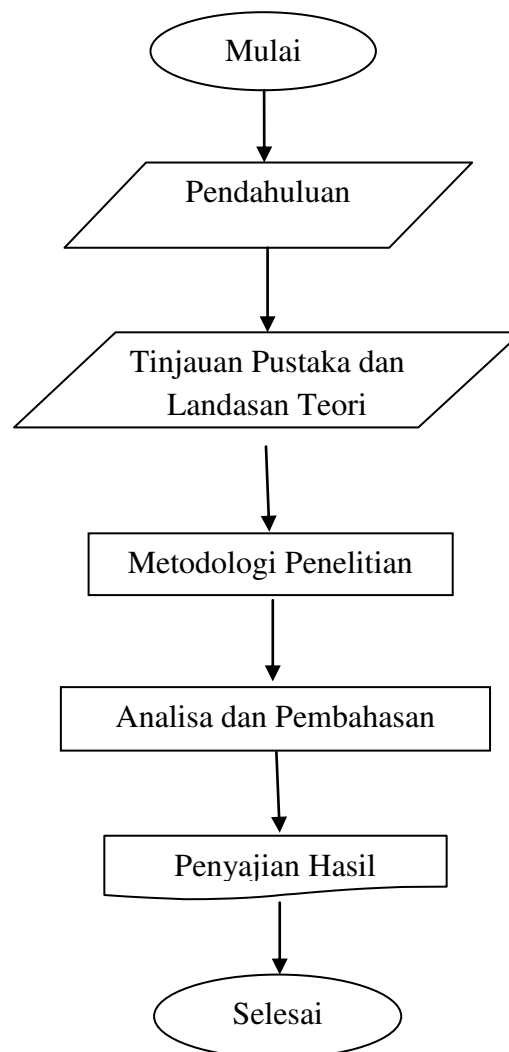 Mulai
Pendahuluan
Tinjauan Pustaka dan
Landasan Teori
Metodologi Penelitian
Analisa dan Pembahasan
Penyajian Hasil
Selesai